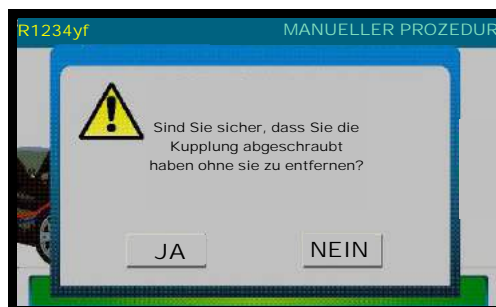 R1234yf MANUELLER PROZEDUR
Sind Sie sicher, dass Sie die
Kupplung abgeschraubt
haben ohne sie zu entfernen?
JA NEIN